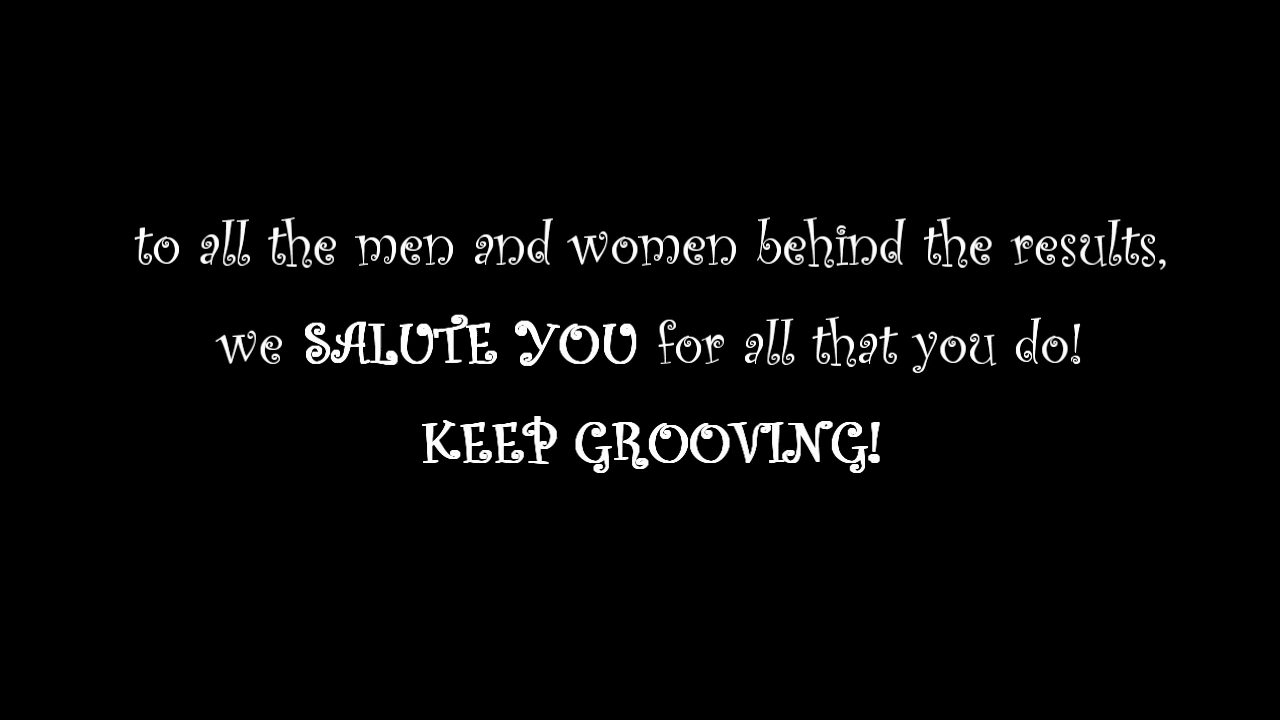 to all the men and women behind the results,
we SALUTE YOU for all that you do!
KEEP GROOVING!